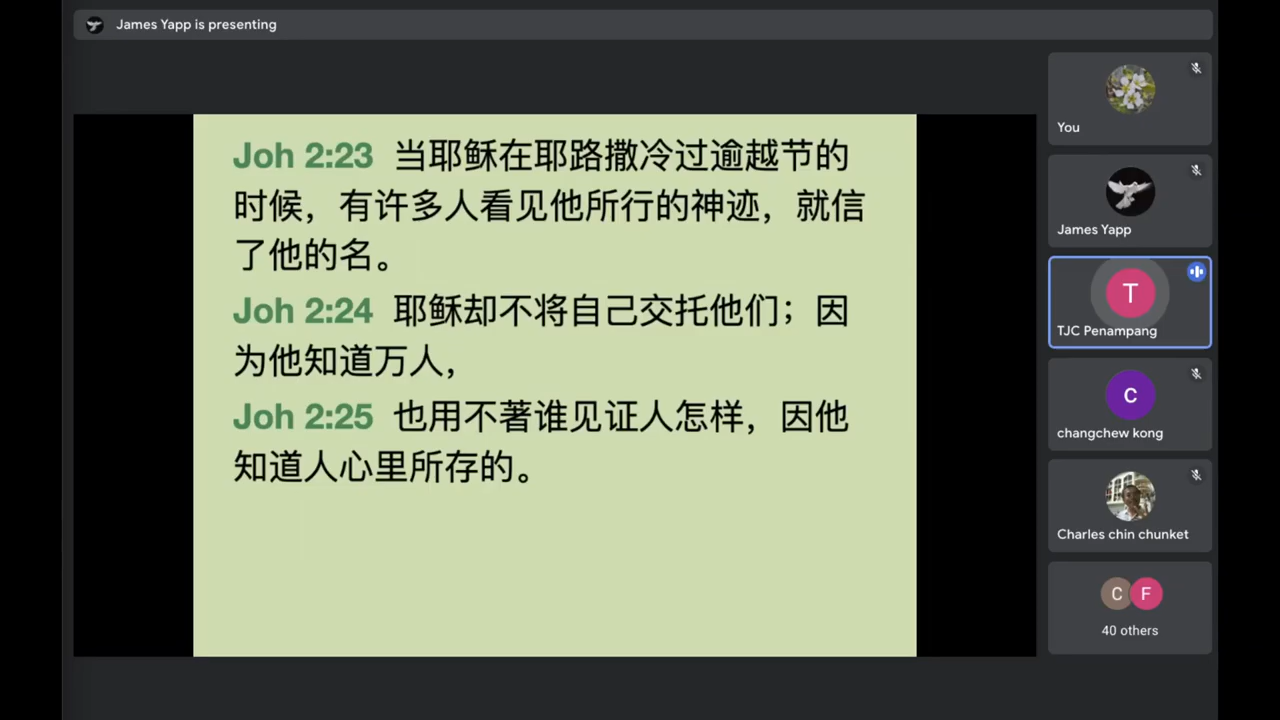 James Yapp is presenting
Joh 2:23 当耶稣在耶路撒冷过逾越节的
时候，有许多人看见他所行的神迹，就信
了他的名。
Joh 2:24 耶稣却不将自己交托他们；因
为他知道万人，
Joh 2:25 也用不著谁见证人怎样，因他
知道人心里所存的。
You
James Yapp
T
TJC Penampang
C
changchew kong
Charles chin chunket
C F
40 others